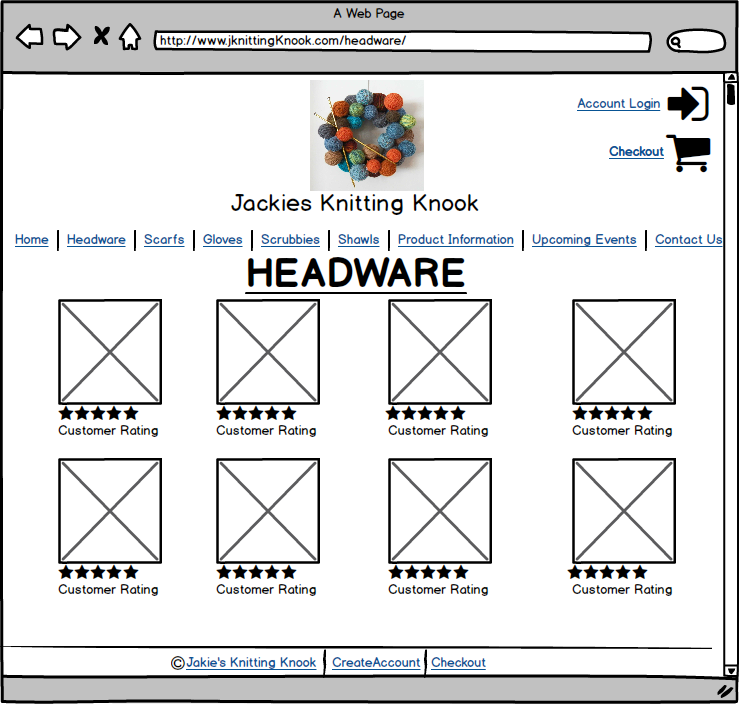 A Web Page
http://www.jknittingKnook.com/headware/
Account Login
Checkout
Jackies Knitting Knook
Home Headware Scarfs Gloves Scrubbies Shawls Product Information Upcoming Events Contact Us
HEADWARE
Customer Rating Customer Rating Customer Rating Customer Rating
Customer Rating Customer Rating Customer Rating Customer Rating
©Jakie's Knitting Knook CreateAccount Checkout